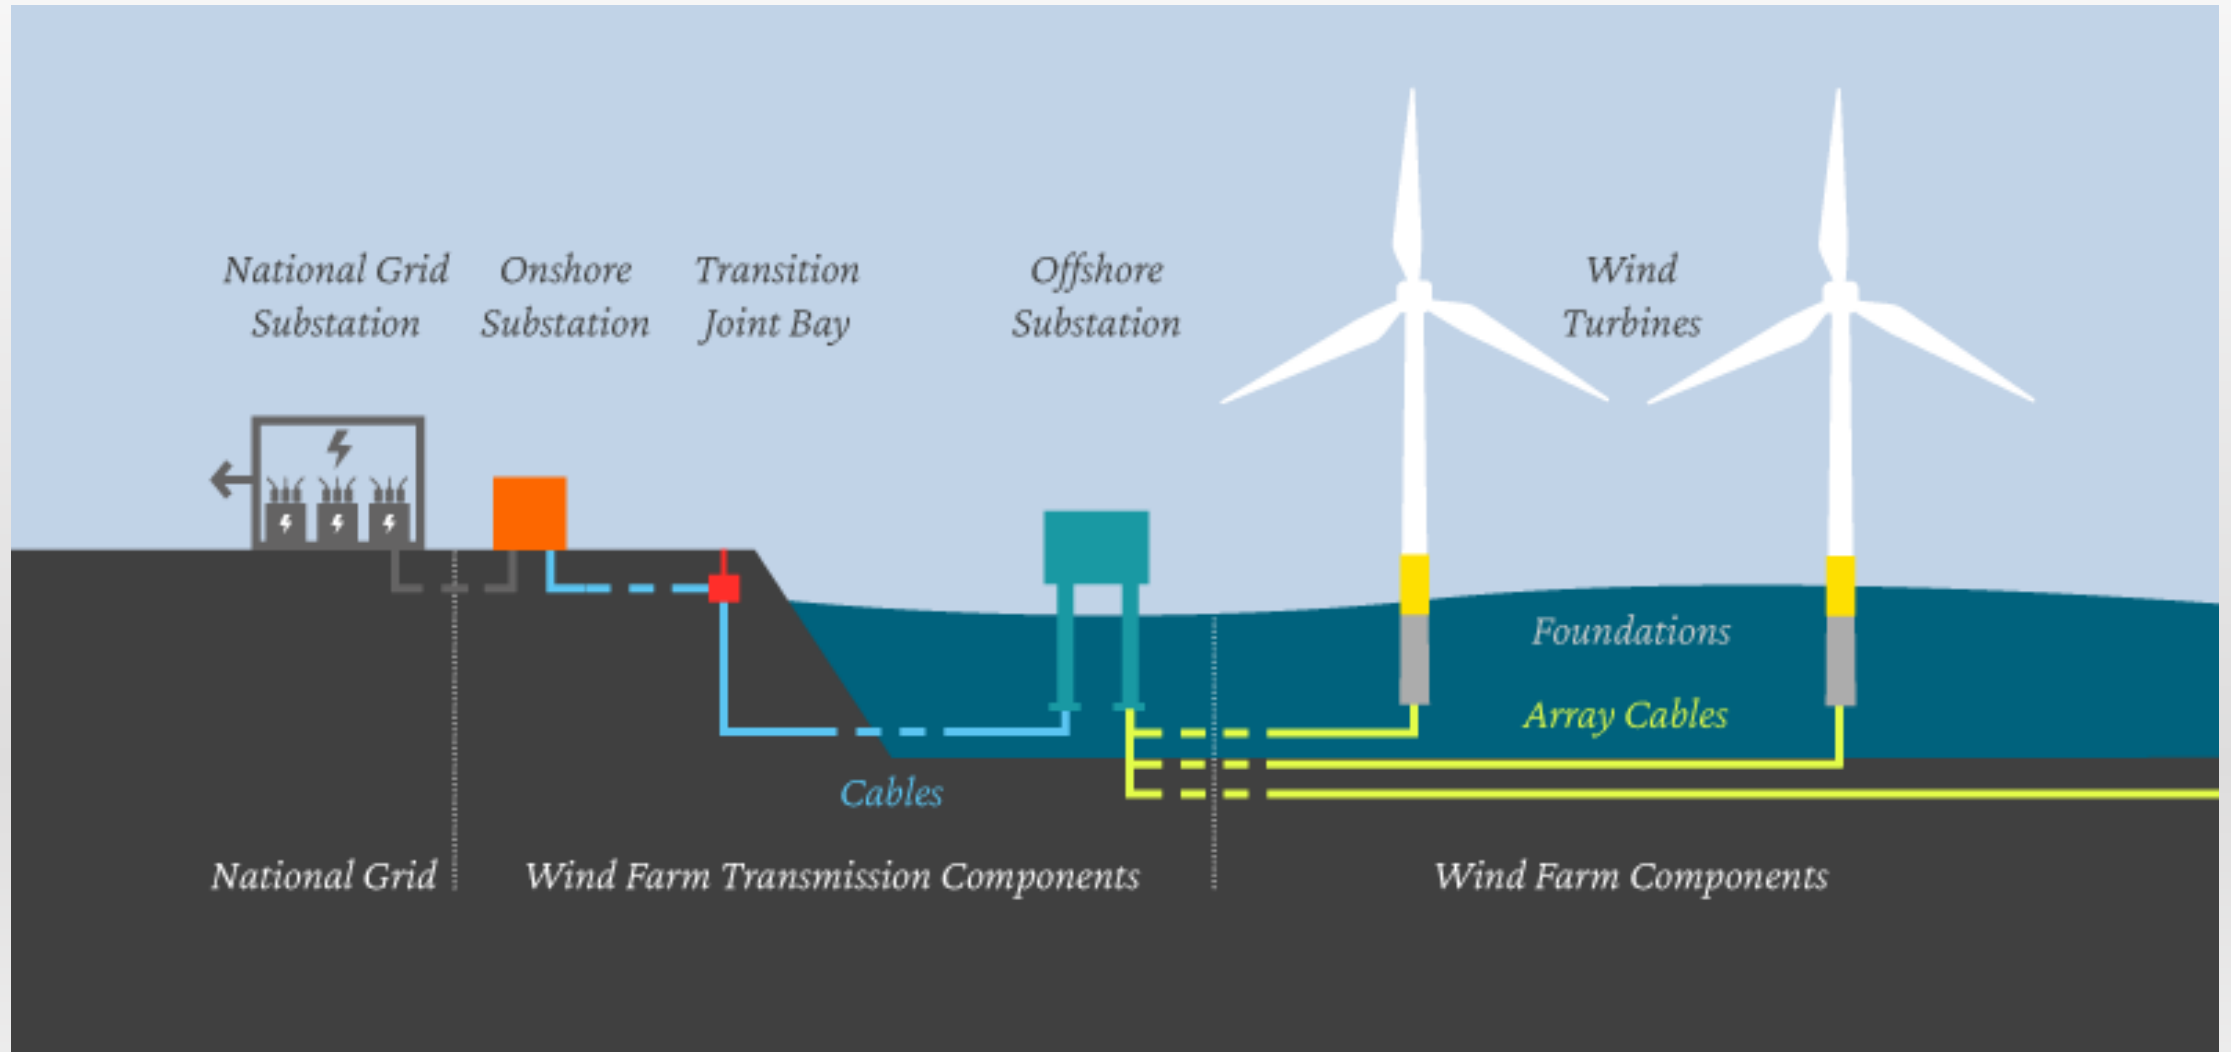 National Grid
Substation
Onshore
Substation
Transition
Joint Bay
Offshore
Substation
Wind
Turbines
Foundations
Array Cables
Cables
National Grid
Wind Farm Transmission Components
Wind Farm Components